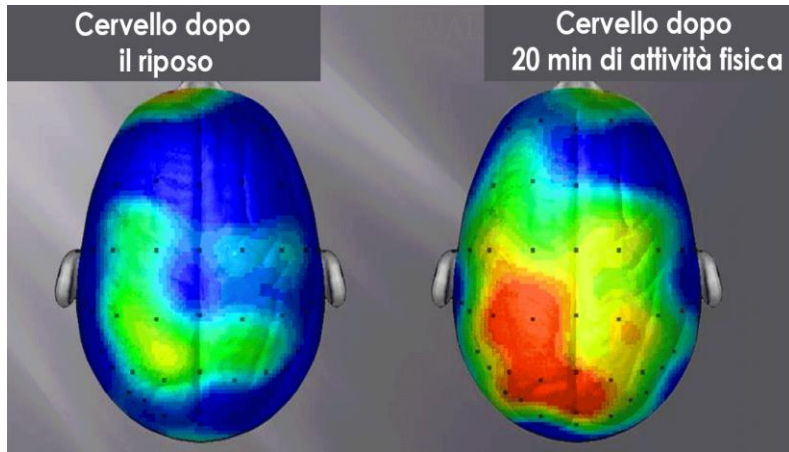 Cervello dopo
il riposo
Cervello dopo
20 min di attività fisica